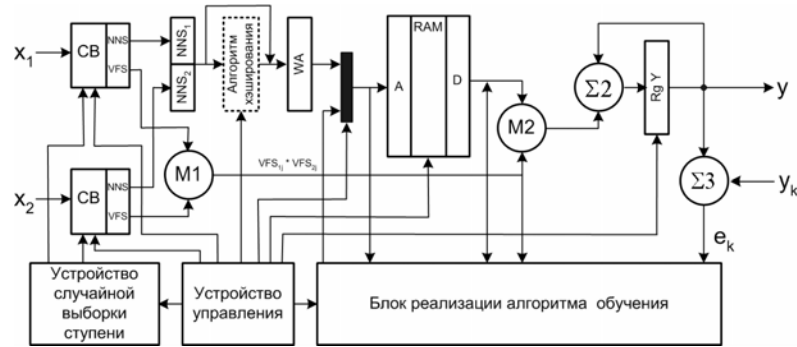 x₁
CB
NNS
VFS
NNS₁
NNS₂
Алгоритм
хэширования
WA
RAM
A
D
M2
Σ2
Rg Y
y
x₂
CB
NNS
VFS
M1
VFS₁ⱼ * VFS₂ⱼ
Σ3
yₖ
eₖ
Устройство
случайной
выборки
ступени
Устройство
управления
Блок реализации алгоритма обучения